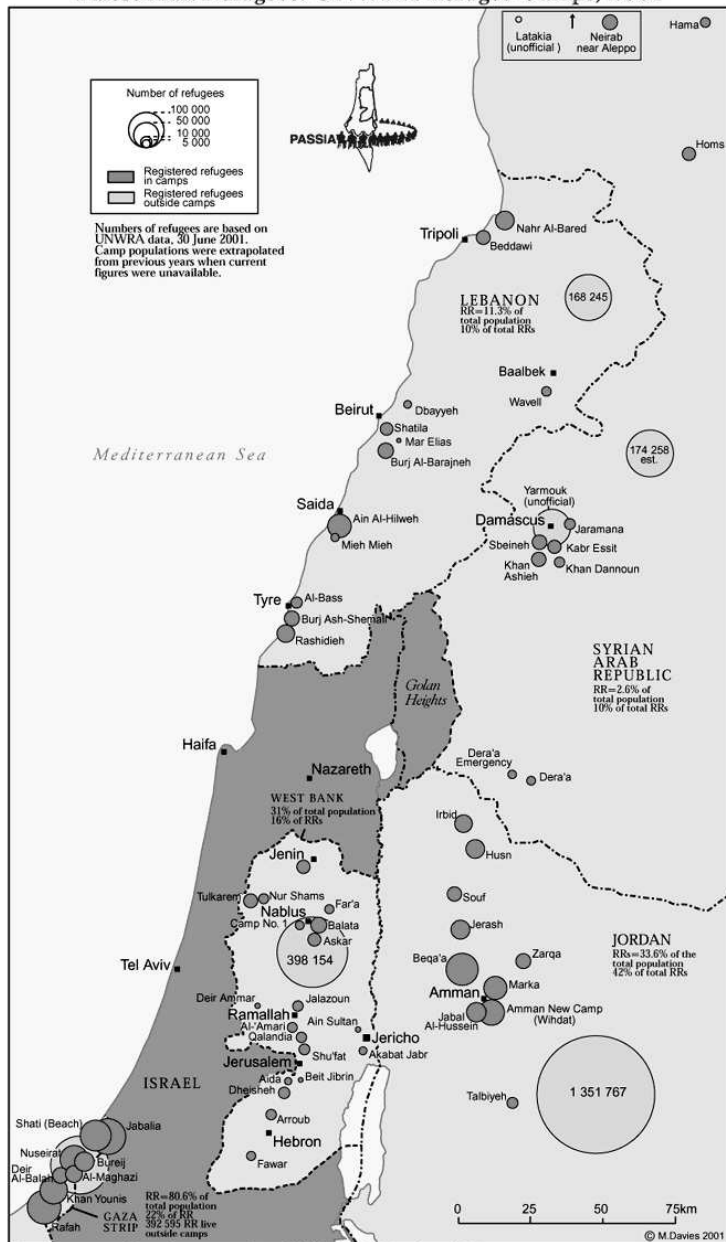 Latakia
(unofficial)
Neirab
near Aleppo
Hama
Number of refugees
100 000
50 000
10 000
5 000
Registered refugees
in camps
Registered refugees
outside camps
PASSIA
Numbers of refugees are based on
UNWRA data, 30 June 2001.
Camp populations were extrapolated
from previous years when current
figures were unavailable.
Homs
Tripoli
Nahr Al-Bared
Beddawi
LEBANON
RR=11.3% of
total population
10% of total RRs
168 245
Baalbek
Wavell
Beirut
Dbayyeh
Shatila
Mar Elias
Burj Al-Barajneh
Mediterranean Sea
174 258
est.
Saida
Ain Al-Hilweh
Mieh Mieh
Yarmouk
(unofficial)
Damascus
Jaramana
Sbeineh
Kabr Essit
Khan
Ashieh
Khan Dannoun
Tyre
Al-Bass
Burj Ash-Shemali
Rashidieh
Golan
Heights
SYRIAN
ARAB
REPUBLIC
RR=2.6% of
total population
10% of total RRs
Haifa
Nazareth
Dera'a
Emergency
Dera'a
WEST BANK
31% of total population
16% of RRs
Irbid
Husn
Jenin
Tulkarem
Nur Shams
Far'a
Nablus
Camp No. 1
Balata
Askar
398 154
Souf
Jerash
Beqa'a
Zarqa
JORDAN
RRs=33.6% of the
total population
42% of total RRs
Tel Aviv
Amman
Marka
Jabal
Al-Hussein
Amman New Camp
(Wihdat)
Deir Ammar
Jalazoun
Ramallah
Al-'Amari
Ain Sultan
Qalandia
Jericho
Shu'fat
Akabat Jabr
Jerusalem
ISRAEL
Aida
Beit Jibrin
Dheisheh
Arroub
Hebron
Fawar
Talbiyeh
1 351 767
Shati (Beach)
Jabalia
Nuseirat
Bureij
Deir
Al-Balah
Al-Maghazi
Khan Younis
Rafah
GAZA
STRIP
RR=80.6% of
total population
22% of RR
392 595 RR live
outside camps
0
25
50
75km
© M.Davies 2001